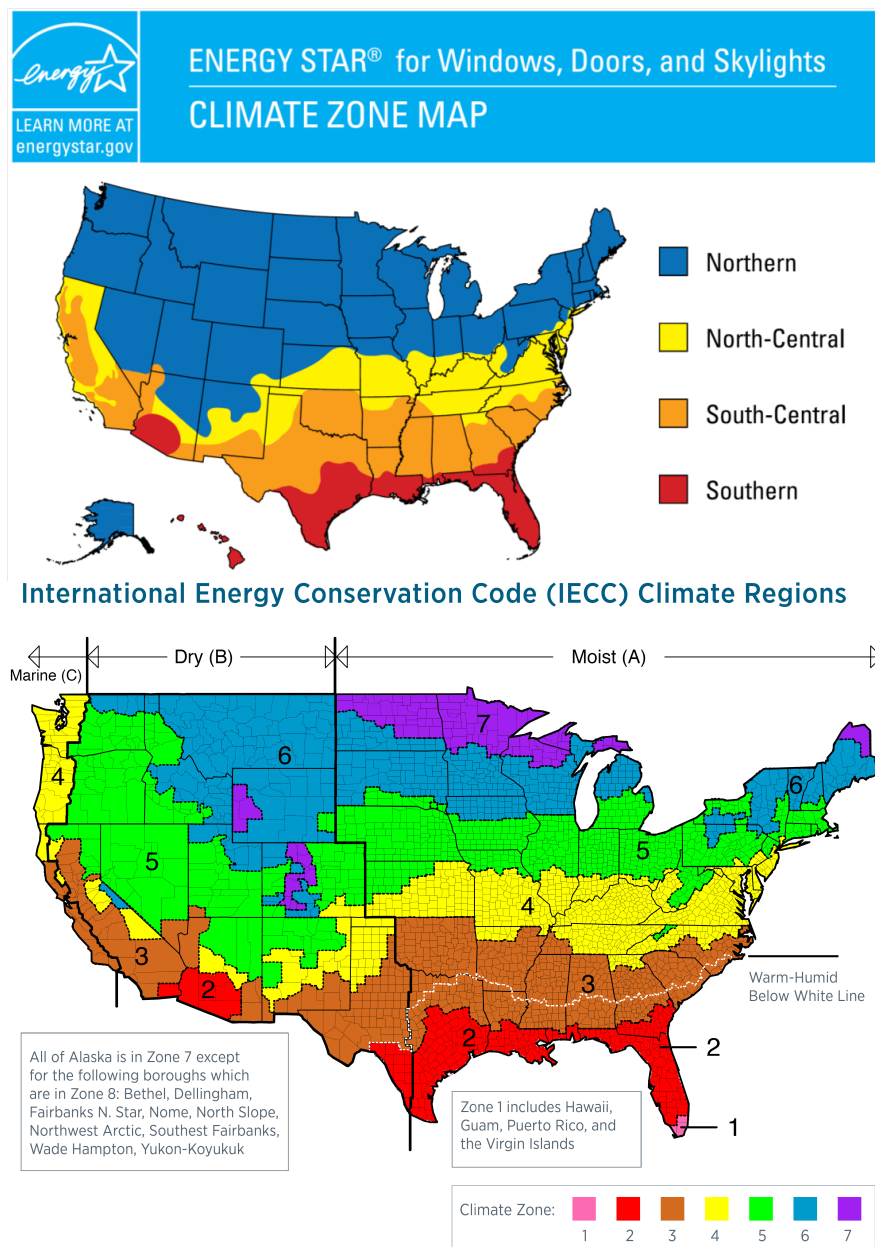 energy
LEARN MORE AT
energystar.gov
ENERGY STAR® for Windows, Doors, and Skylights
CLIMATE ZONE MAP
Northern
North-Central
South-Central
Southern
International Energy Conservation Code (IECC) Climate Regions
Marine (C)
Dry (B)
Moist (A)
7
6
6
4
5
5
4
3
3
2
2
Warm-Humid
Below White Line
2
1
All of Alaska is in Zone 7 except
for the following boroughs which
are in Zone 8: Bethel, Dellingham,
Fairbanks N. Star, Nome, North Slope,
Northwest Arctic, Southest Fairbanks,
Wade Hampton, Yukon-Koyukuk
Zone 1 includes Hawaii,
Guam, Puerto Rico, and
the Virgin Islands
Climate Zone:
1 2 3 4 5 6 7